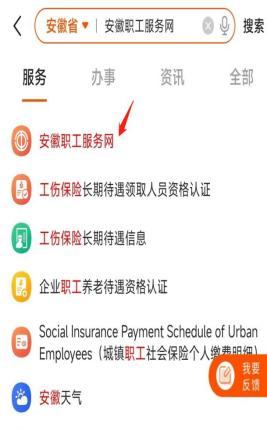 安徽省 安徽职工服务网 搜索
服务 办事 资讯 全部
安徽职工服务网
工伤保险长期待遇领取人员资格认证
工伤保险长期待遇信息
企业职工养老待遇资格认证
Social Insurance Payment Schedule of Urban
Employees（城镇职工社会保险个人缴费明细）
我要
反馈
安徽天气